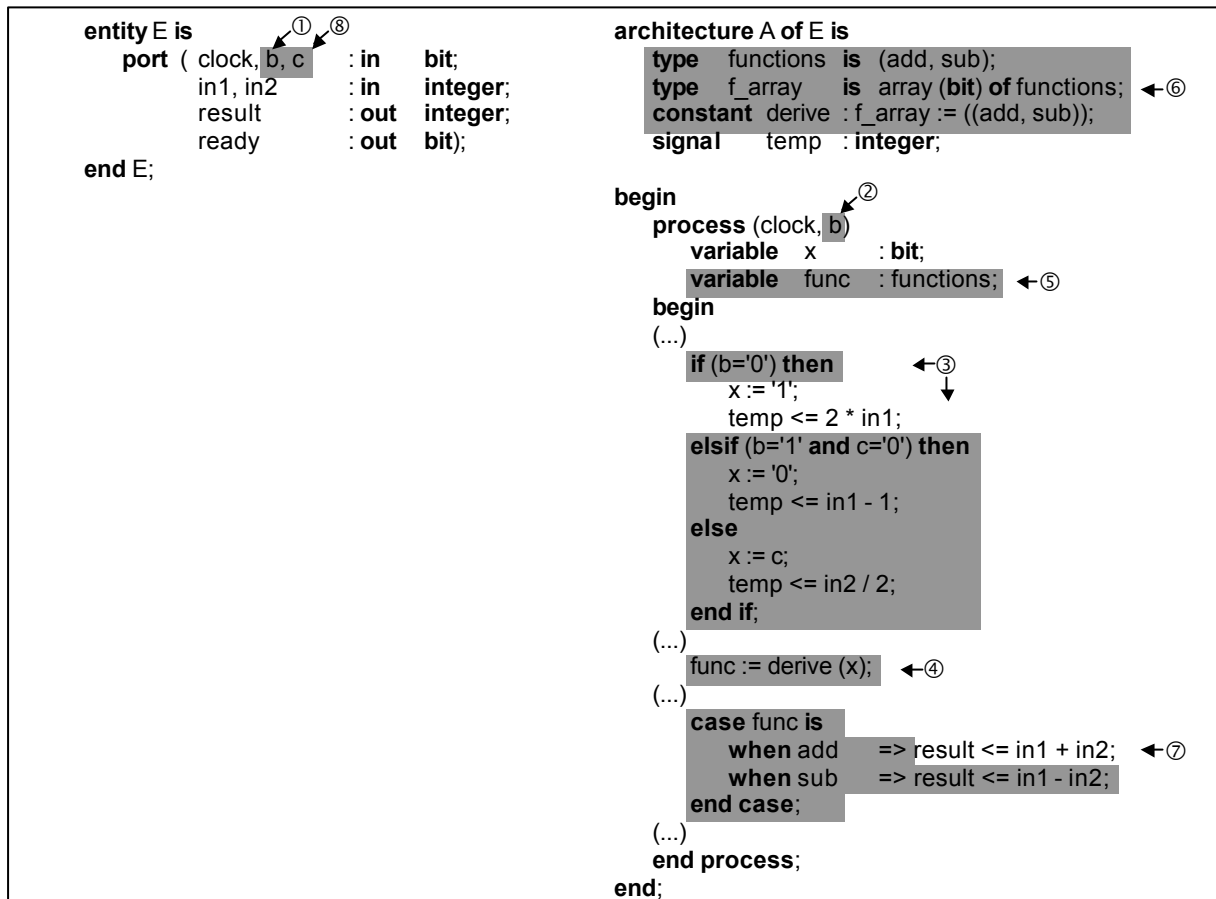 entity E is ① ⑧
port ( clock, b, c : in bit;
in1, in2 : in integer;
result : out integer;
ready : out bit);
end E;
architecture A of E is
type functions is (add, sub);
type f_array is array (bit) of functions; ⑥
constant derive : f_array := ((add, sub));
signal temp : integer;
begin ②
process (clock, b)
variable x : bit;
variable func : functions; ⑤
begin
(...)
if (b='0') then ③
x := '1';
temp <= 2 * in1;
elsif (b='1' and c='0') then
x := '0';
temp <= in1 - 1;
else
x := c;
temp <= in2 / 2;
end if;
(...)
func := derive (x); ④
(...)
case func is
when add => result <= in1 + in2; ⑦
when sub => result <= in1 - in2;
end case;
(...)
end process;
end;